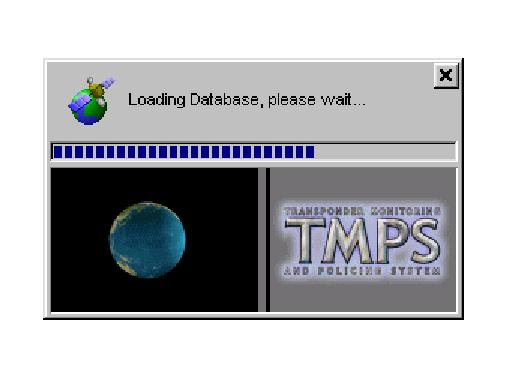 Loading Database, please wait...
TRANSPONDER MONITORING
TMPS
AND POLICING SYSTEM